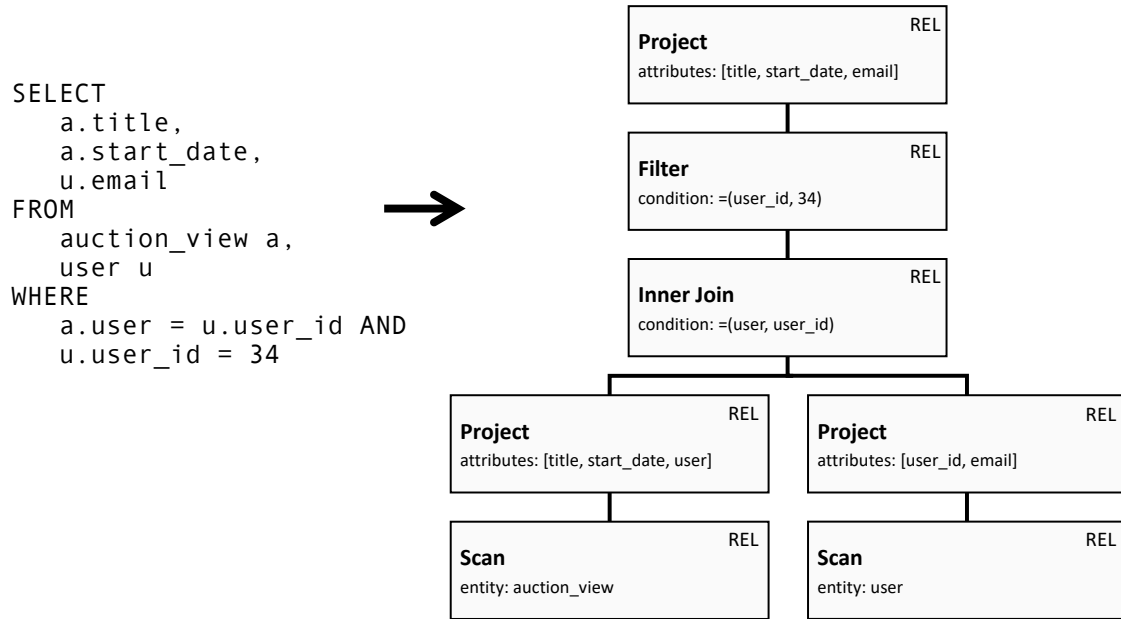 SELECT
a.title,
a.start_date,
u.email
FROM
auction_view a,
user u
WHERE
a.user = u.user_id AND
u.user_id = 34
REL
Project
attributes: [title, start_date, email]
REL
Filter
condition: =(user_id, 34)
REL
Inner Join
condition: =(user, user_id)
REL
Project
attributes: [title, start_date, user]
REL
Project
attributes: [user_id, email]
REL
Scan
entity: auction_view
REL
Scan
entity: user